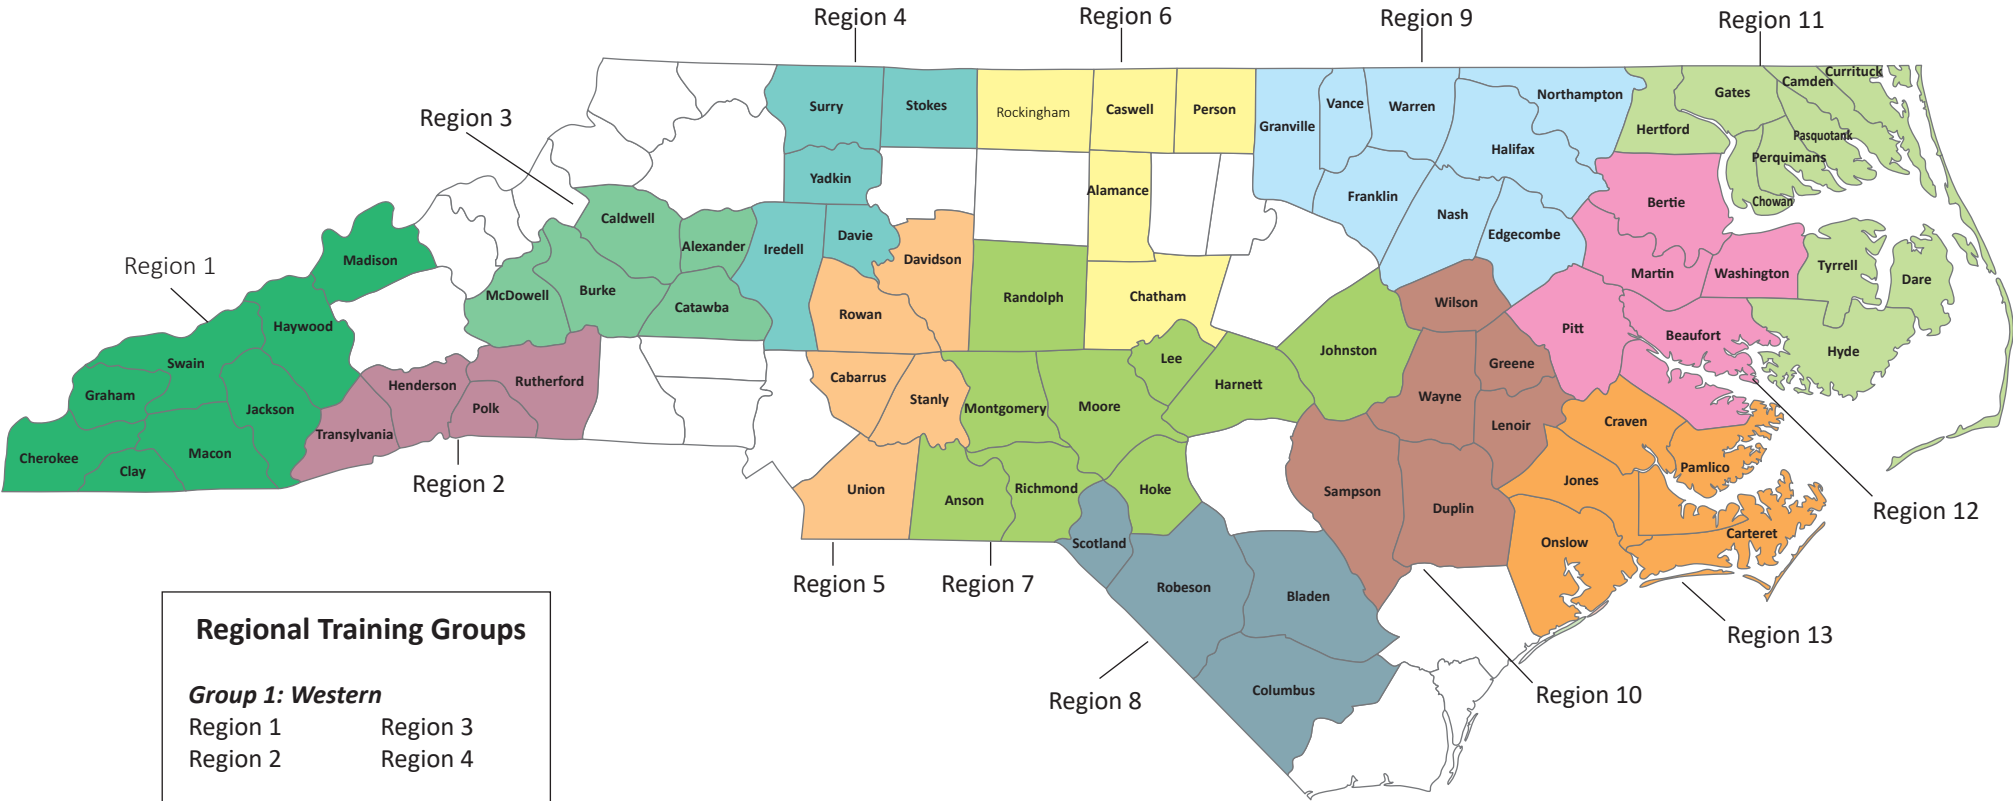 Region 4
Region 6
Region 9
Region 11
Region 3
Region 1
Surry
Stokes
Rockingham
Caswell
Person
Granville
Vance
Warren
Northampton
Gates
Camden
Currituck
Hertford
Pasquotank
Perquimans
Chowan
Halifax
Yadkin
Alamance
Franklin
Nash
Edgecombe
Bertie
Caldwell
Alexander
Iredell
Davie
Davidson
Madison
McDowell
Burke
Catawba
Rowan
Randolph
Chatham
Wilson
Martin
Washington
Tyrrell
Dare
Haywood
Swain
Graham
Jackson
Cherokee
Clay
Macon
Transylvania
Henderson
Polk
Rutherford
Cabarrus
Stanly
Montgomery
Moore
Lee
Harnett
Johnston
Wayne
Greene
Lenoir
Pitt
Beaufort
Hyde
Craven
Pamlico
Jones
Union
Anson
Richmond
Hoke
Scotland
Sampson
Duplin
Onslow
Carteret
Robeson
Bladen
Columbus
Region 2
Region 5
Region 7
Region 12
Region 13
Region 8
Region 10
Regional Training Groups
Group 1: Western
Region 1 Region 3
Region 2 Region 4